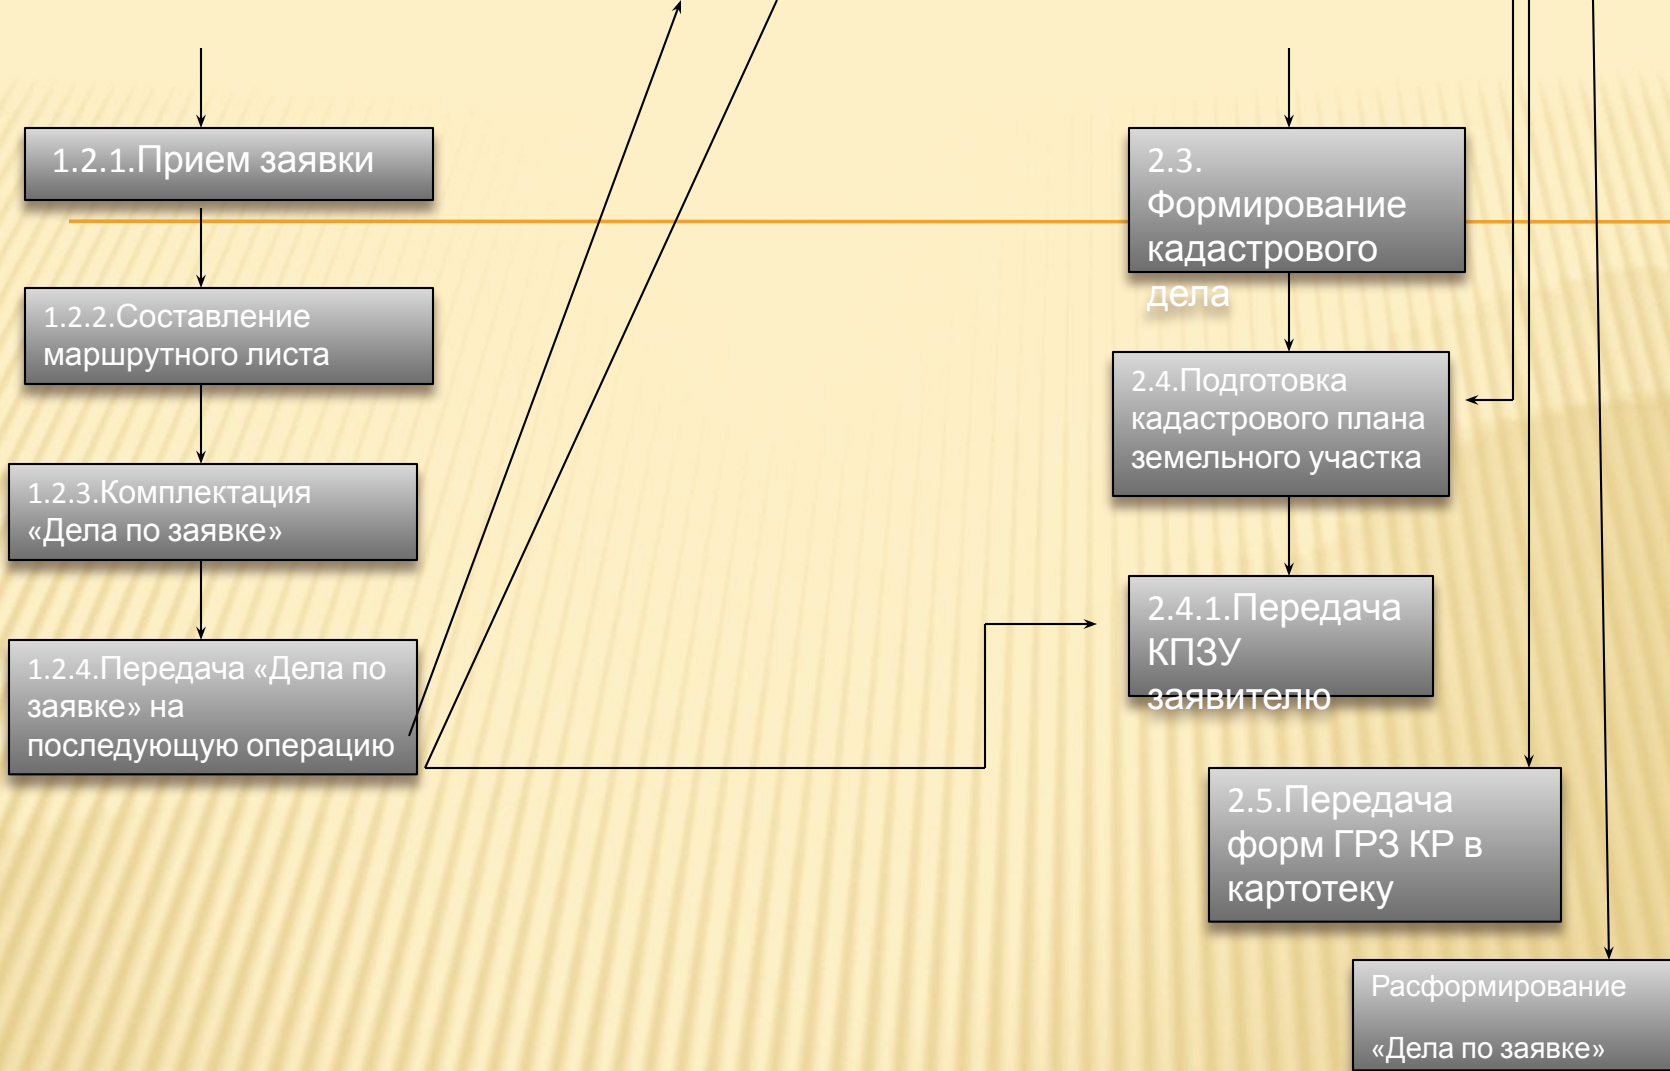 1.2.1.Прием заявки
1.2.2.Составление
маршрутного листа
1.2.3.Комплектация
«Дела по заявке»
1.2.4.Передача «Дела по
заявке» на
последующую операцию
2.3.
Формирование
кадастрового
дела
2.4.Подготовка
кадастрового плана
земельного участка
2.4.1.Передача
КПЗУ
заявителю
2.5.Передача
форм ГРЗ КР в
картотеку
Расформирование
«Дела по заявке»